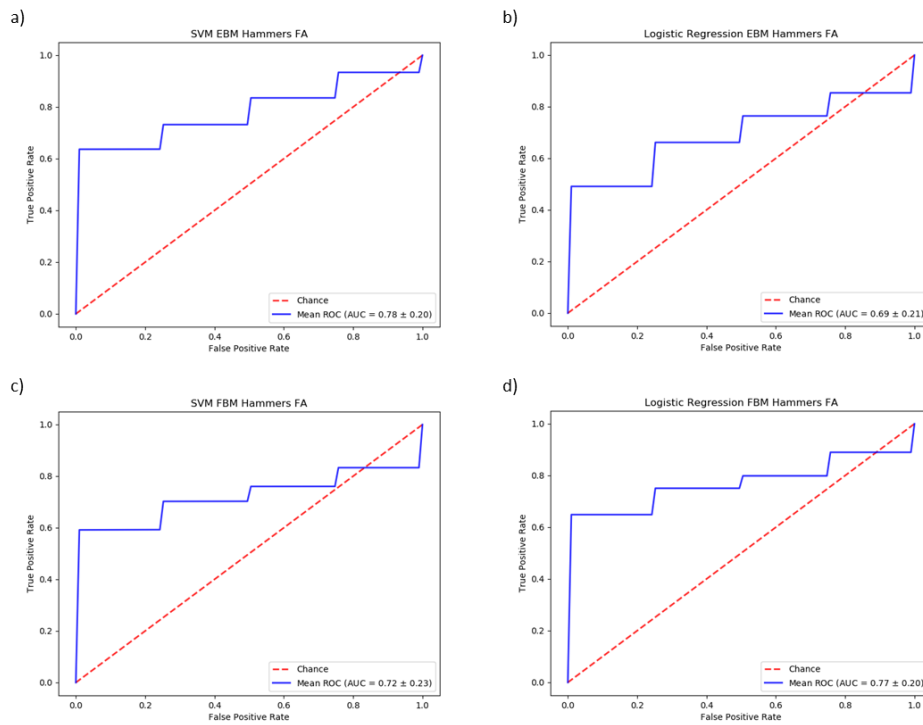 a)
SVM EBM Hammers FA
1.0
0.8
0.6
0.4
0.2
0.0
True Positive Rate
Chance
Mean ROC (AUC = 0.78 ± 0.20)
0.0 0.2 0.4 0.6 0.8 1.0
False Positive Rate
b)
Logistic Regression EBM Hammers FA
1.0
0.8
0.6
0.4
0.2
0.0
True Positive Rate
Chance
Mean ROC (AUC = 0.69 ± 0.21)
0.0 0.2 0.4 0.6 0.8 1.0
False Positive Rate
c)
SVM FBM Hammers FA
1.0
0.8
0.6
0.4
0.2
0.0
True Positive Rate
Chance
Mean ROC (AUC = 0.72 ± 0.23)
0.0 0.2 0.4 0.6 0.8 1.0
False Positive Rate
d)
Logistic Regression FBM Hammers FA
1.0
0.8
0.6
0.4
0.2
0.0
True Positive Rate
Chance
Mean ROC (AUC = 0.77 ± 0.20)
0.0 0.2 0.4 0.6 0.8 1.0
False Positive Rate